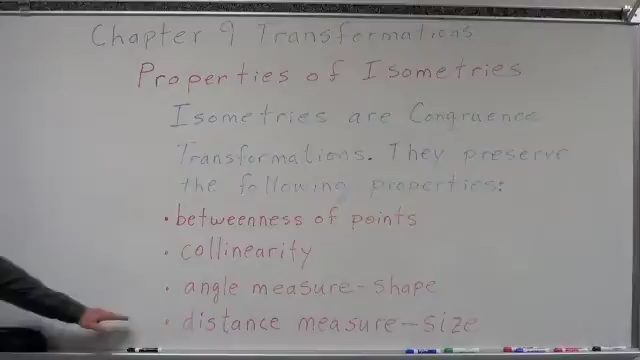 Chapter 9 Transformations
Properties of Isometries
Isometries are Congruence
Transformations. They preserve
the following properties:
• betweenness of points
• collinearity
• angle measure - shape
• distance measure - size